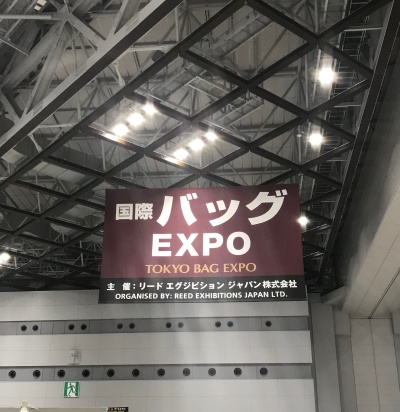 国際 バッグ
EXPO
TOKYO BAG EXPO
主 催：リード エグジビション ジャパン株式会社
ORGANISED BY: REED EXHIBITIONS JAPAN LTD.